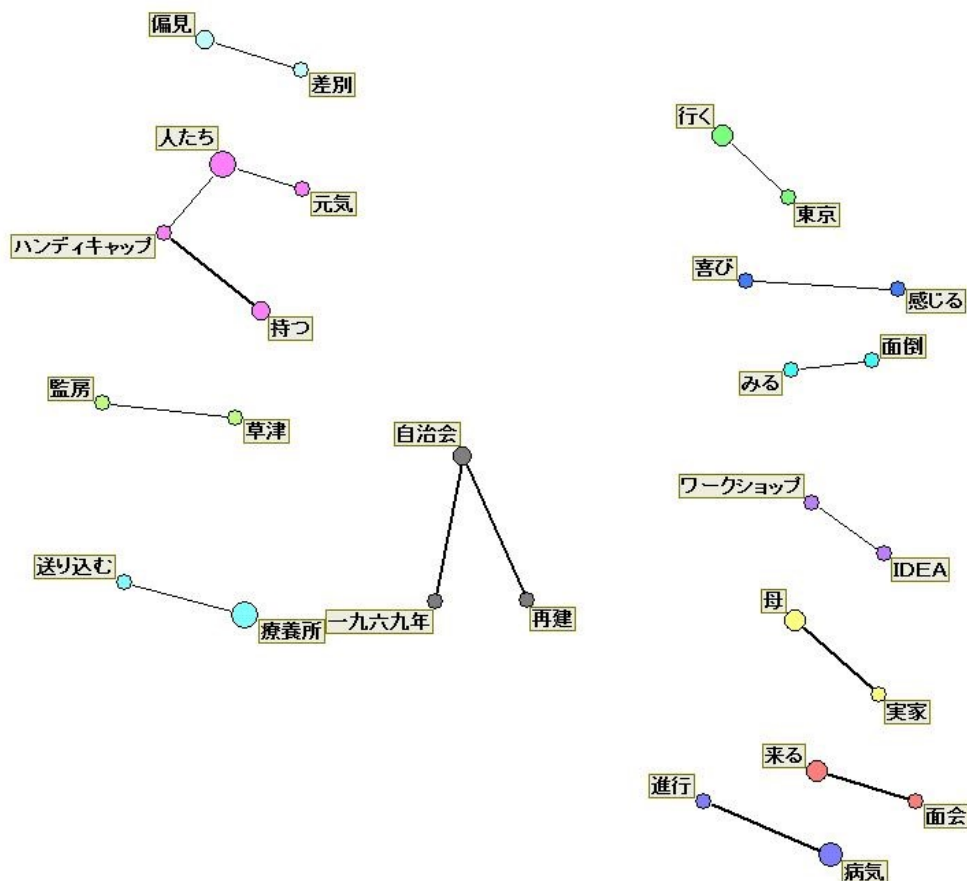 偏見
差別
人たち
元気
ハンディキャップ
持つ
監房
草津
送り込む
療養所
自治会
一九六九年
再建
行く
東京
喜び
感じる
面倒
みる
ワークショップ
IDEA
母
実家
来る
面会
進行
病気